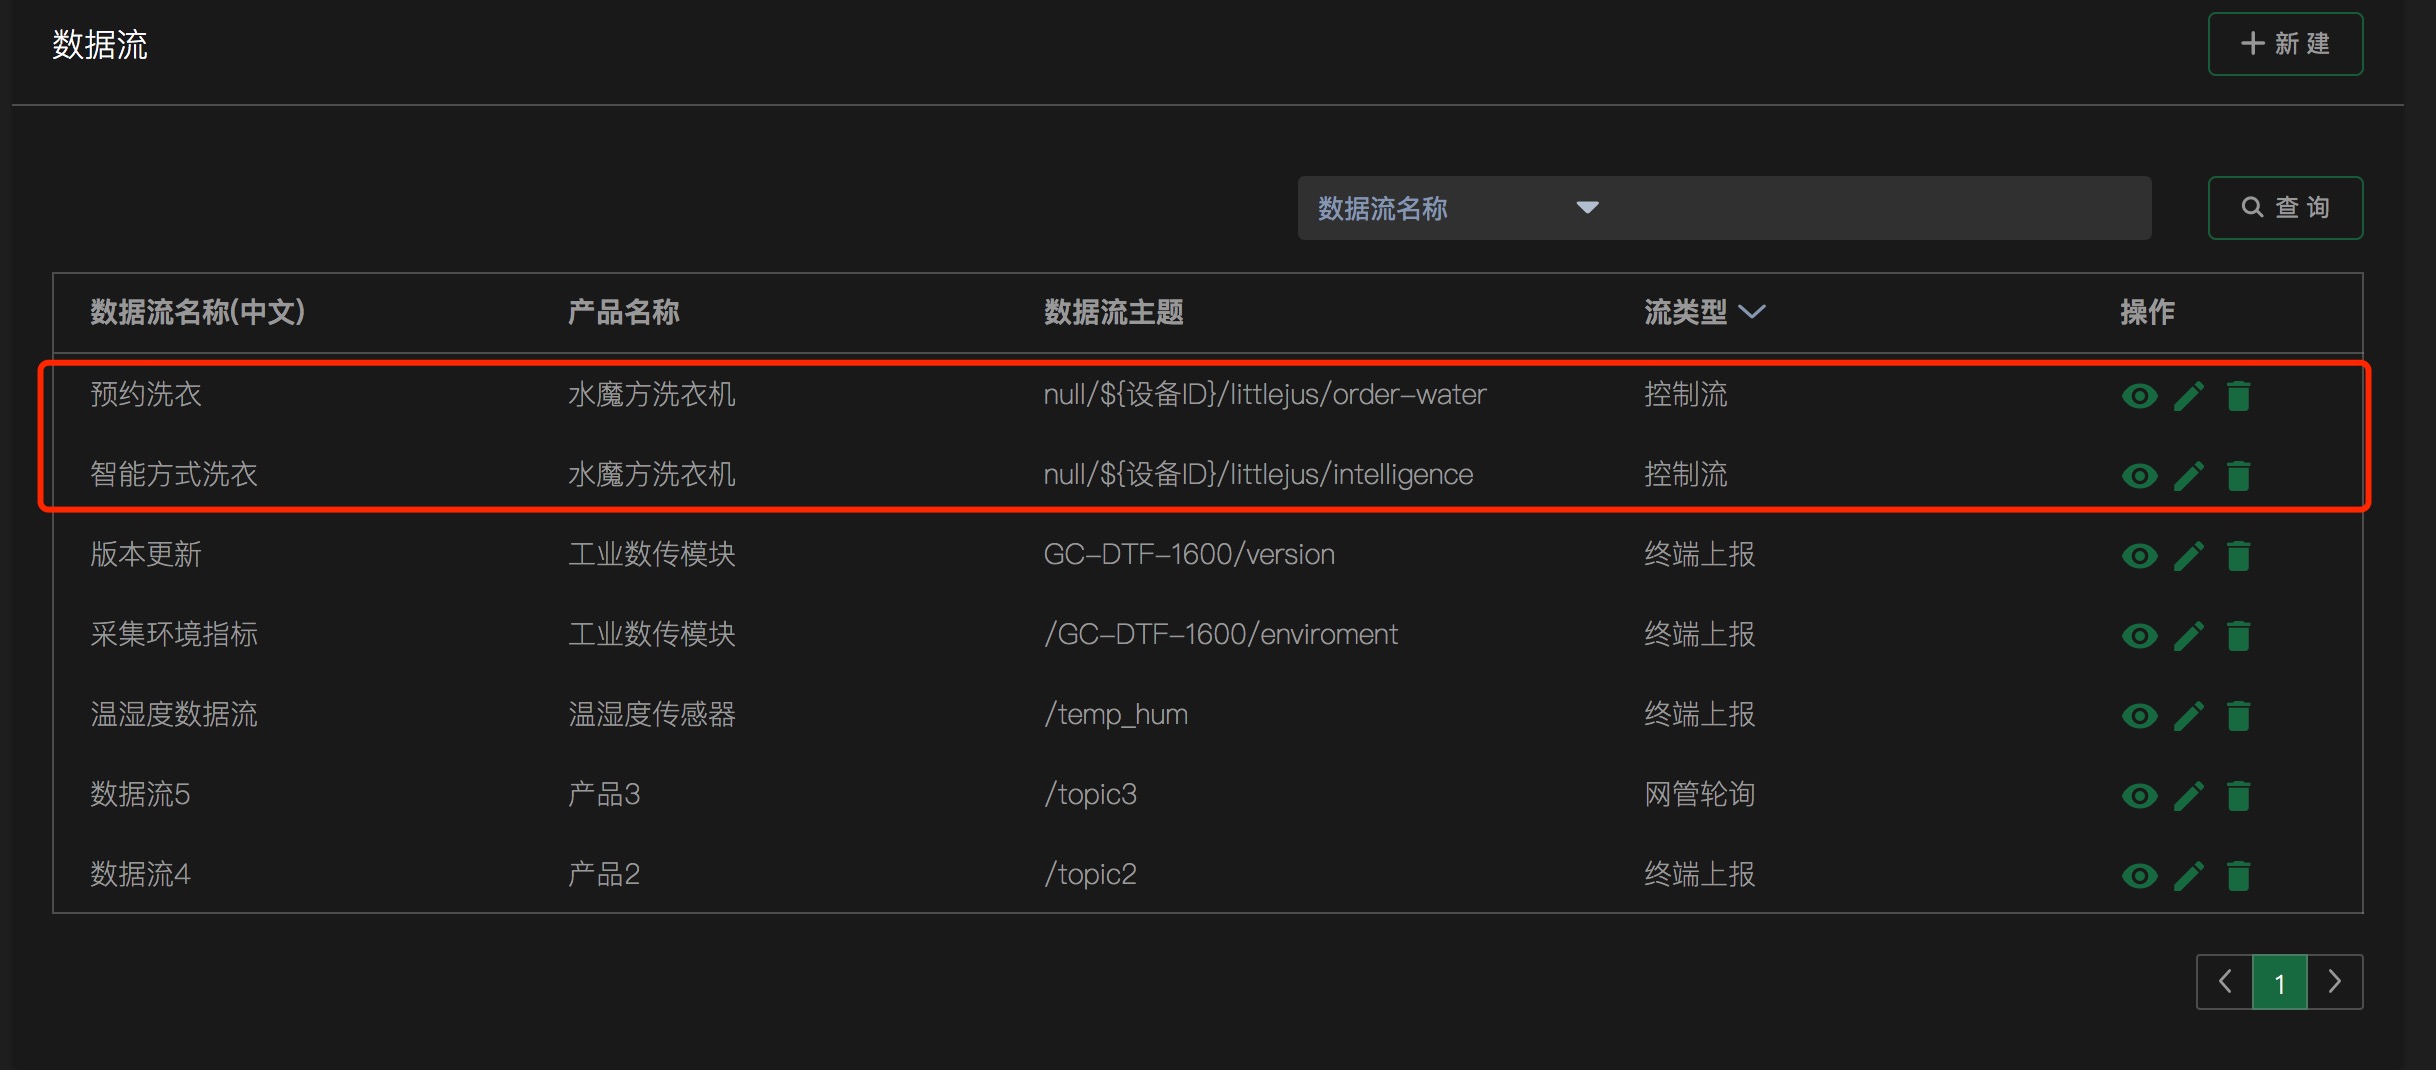 数据流
新建
数据流名称
查询
数据流名称(中文) 产品名称 数据流主题 流类型 操作
预约洗衣 水魔方洗衣机 null/${设备ID}/littlejus/order-water 控制流
智能方式洗衣 水魔方洗衣机 null/${设备ID}/littlejus/intelligence 控制流
版本更新 工业数传模块 GC-DTF-1600/version 终端上报
采集环境指标 工业数传模块 /GC-DTF-1600/enviroment 终端上报
温湿度数据流 温湿度传感器 /temp_hum 终端上报
数据流5 产品3 /topic3 网管轮询
数据流4 产品2 /topic2 终端上报
1